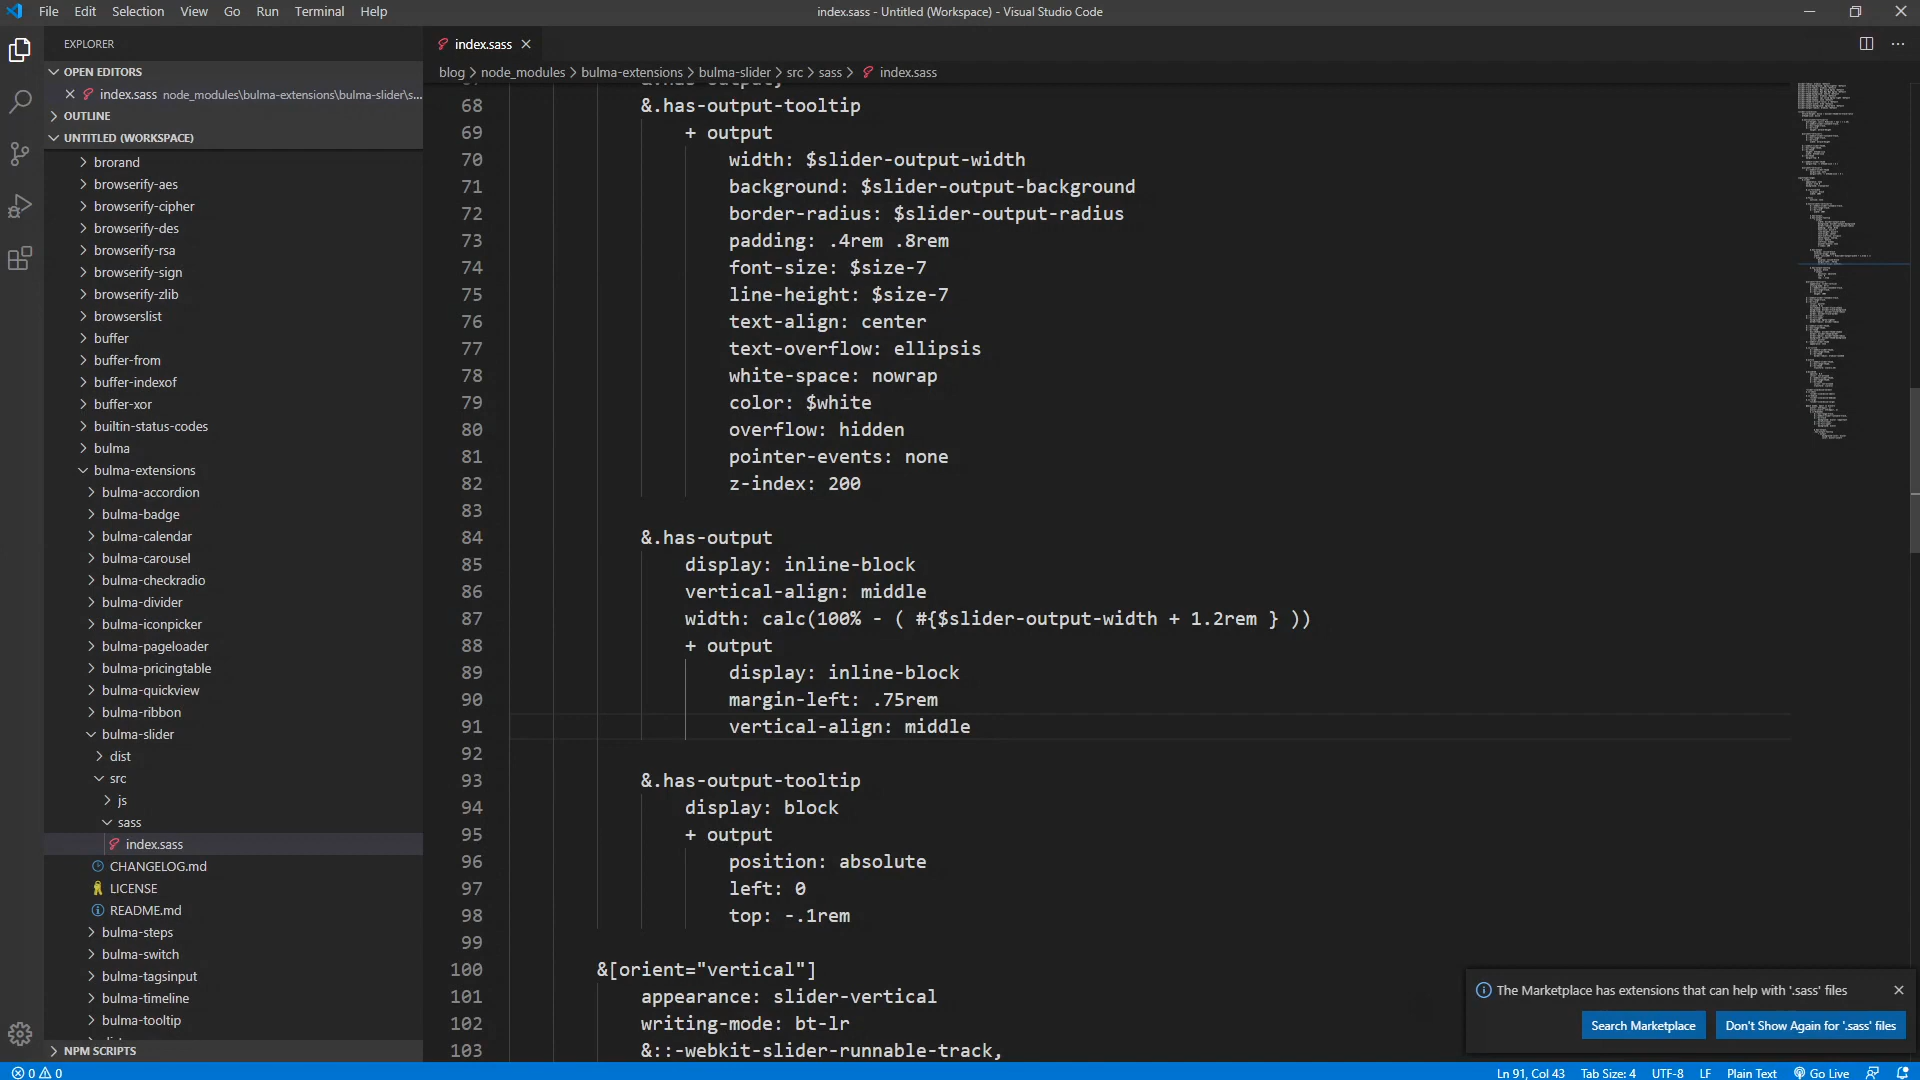 File Edit Selection View Go Run Terminal Help
index.sass - Untitled (Workspace) - Visual Studio Code
EXPLORER
OPEN EDITORS
index.sass node_modules\bulma-extensions\bulma-slider\s...
OUTLINE
UNTITLED (WORKSPACE)
brorand
browserify-aes
browserify-cipher
browserify-des
browserify-rsa
browserify-sign
browserify-zlib
browserslist
buffer
buffer-from
buffer-indexof
buffer-xor
builtin-status-codes
bulma
bulma-extensions
bulma-accordion
bulma-badge
bulma-calendar
bulma-carousel
bulma-checkradio
bulma-divider
bulma-iconpicker
bulma-pageloader
bulma-pricingtable
bulma-quickview
bulma-ribbon
bulma-slider
dist
src
js
sass
index.sass
CHANGELOG.md
LICENSE
README.md
bulma-steps
bulma-switch
bulma-tagsinput
bulma-timeline
bulma-tooltip
NPM SCRIPTS
index.sass
blog > node_modules > bulma-extensions > bulma-slider > src > sass > index.sass
68 &.has-output-tooltip
69 + output
70 width: $slider-output-width
71 background: $slider-output-background
72 border-radius: $slider-output-radius
73 padding: .4rem .8rem
74 font-size: $size-7
75 line-height: $size-7
76 text-align: center
77 text-overflow: ellipsis
78 white-space: nowrap
79 color: $white
80 overflow: hidden
81 pointer-events: none
82 z-index: 200
83
84 &.has-output
85 display: inline-block
86 vertical-align: middle
87 width: calc(100% - ( #{$slider-output-width + 1.2rem } ))
88 + output
89 display: inline-block
90 margin-left: .75rem
91 vertical-align: middle
92
93 &.has-output-tooltip
94 display: block
95 + output
96 position: absolute
97 left: 0
98 top: -.1rem
99
100 &[orient="vertical"]
101 appearance: slider-vertical
102 writing-mode: bt-lr
103 &::-webkit-slider-runnable-track,
The Marketplace has extensions that can help with '.sass' files
Search Marketplace
Don't Show Again for '.sass' files
0 0
Ln 91, Col 43 Tab Size: 4 UTF-8 LF Plain Text Go Live